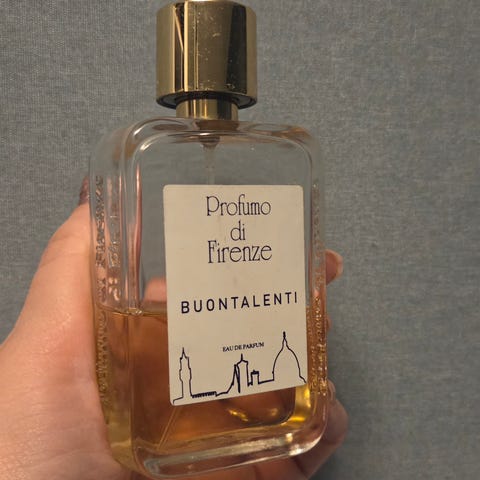 Profumo
di
Firenze
BUONTALENTI
EAU DE PARFUM